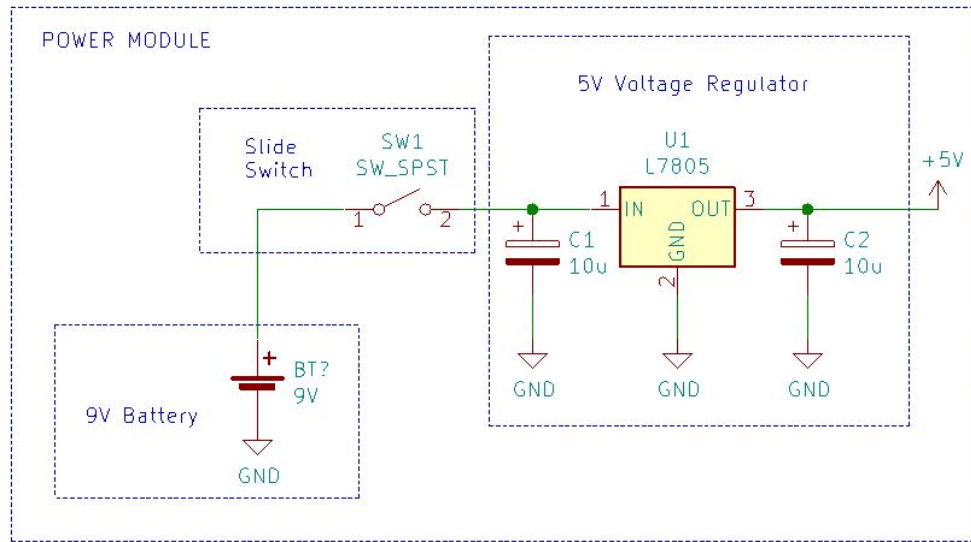 POWER MODULE
5V Voltage Regulator
Slide
Switch
SW1
SW_SPST
1
2
U1
L7805
1
IN
OUT
3
GND
2
+5V
+
C1
10u
+
C2
10u
GND
GND
GND
+
BT?
9V
9V Battery
GND